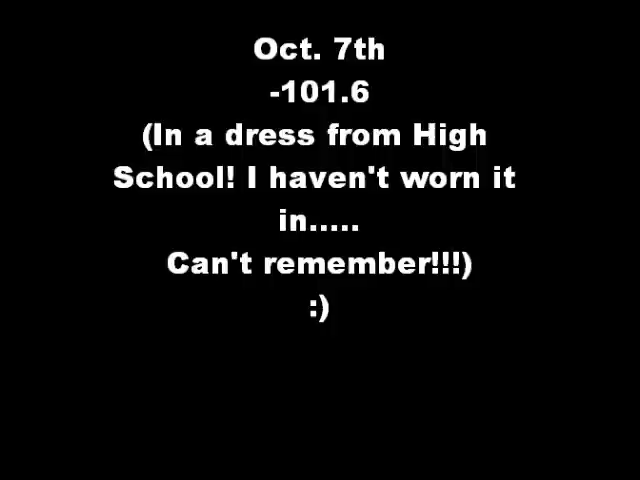 Oct. 7th
-101.6
(In a dress from High
School! I haven't worn it
in.....
Can't remember!!!)
:)